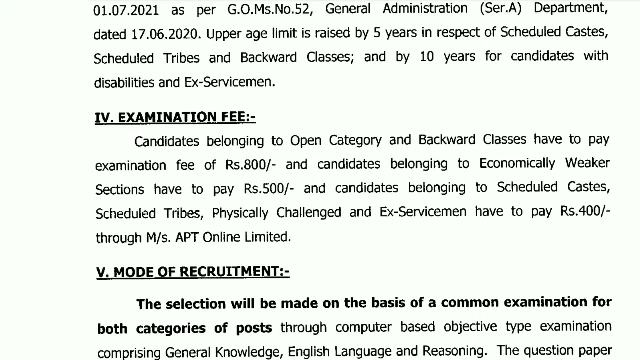 01.07.2021 as per G.O.Ms.No.52, General Administration (Ser.A) Department,
dated 17.06.2020. Upper age limit is raised by 5 years in respect of Scheduled Castes,
Scheduled Tribes and Backward Classes; and by 10 years for candidates with
disabilities and Ex-Servicemen.
IV. EXAMINATION FEE:-
Candidates belonging to Open Category and Backward Classes have to pay
examination fee of Rs.800/- and candidates belonging to Economically Weaker
Sections have to pay Rs.500/- and candidates belonging to Scheduled Castes,
Scheduled Tribes, Physically Challenged and Ex-Servicemen have to pay Rs.400/-
through M/s. APT Online Limited.
V. MODE OF RECRUITMENT:-
The selection will be made on the basis of a common examination for
both categories of posts through computer based objective type examination
comprising General Knowledge, English Language and Reasoning. The question paper